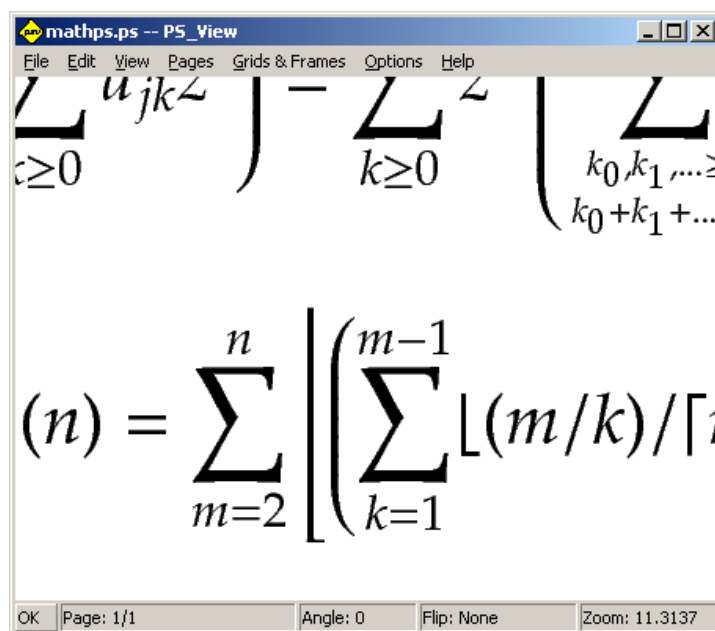 mathps.ps -- PS_View
File Edit View Pages Grids & Frames Options Help
∑ a_{jk} z ) − ∑ z ( ∑
k≥0 k≥0 k_0,k_1,...≥
k_0+k_1+...
n m−1
(n) = ∑ ⌊ ( ∑ ⌊(m/k)/⌈
m=2 k=1
OK Page: 1/1 Angle: 0 Flip: None Zoom: 11.3137